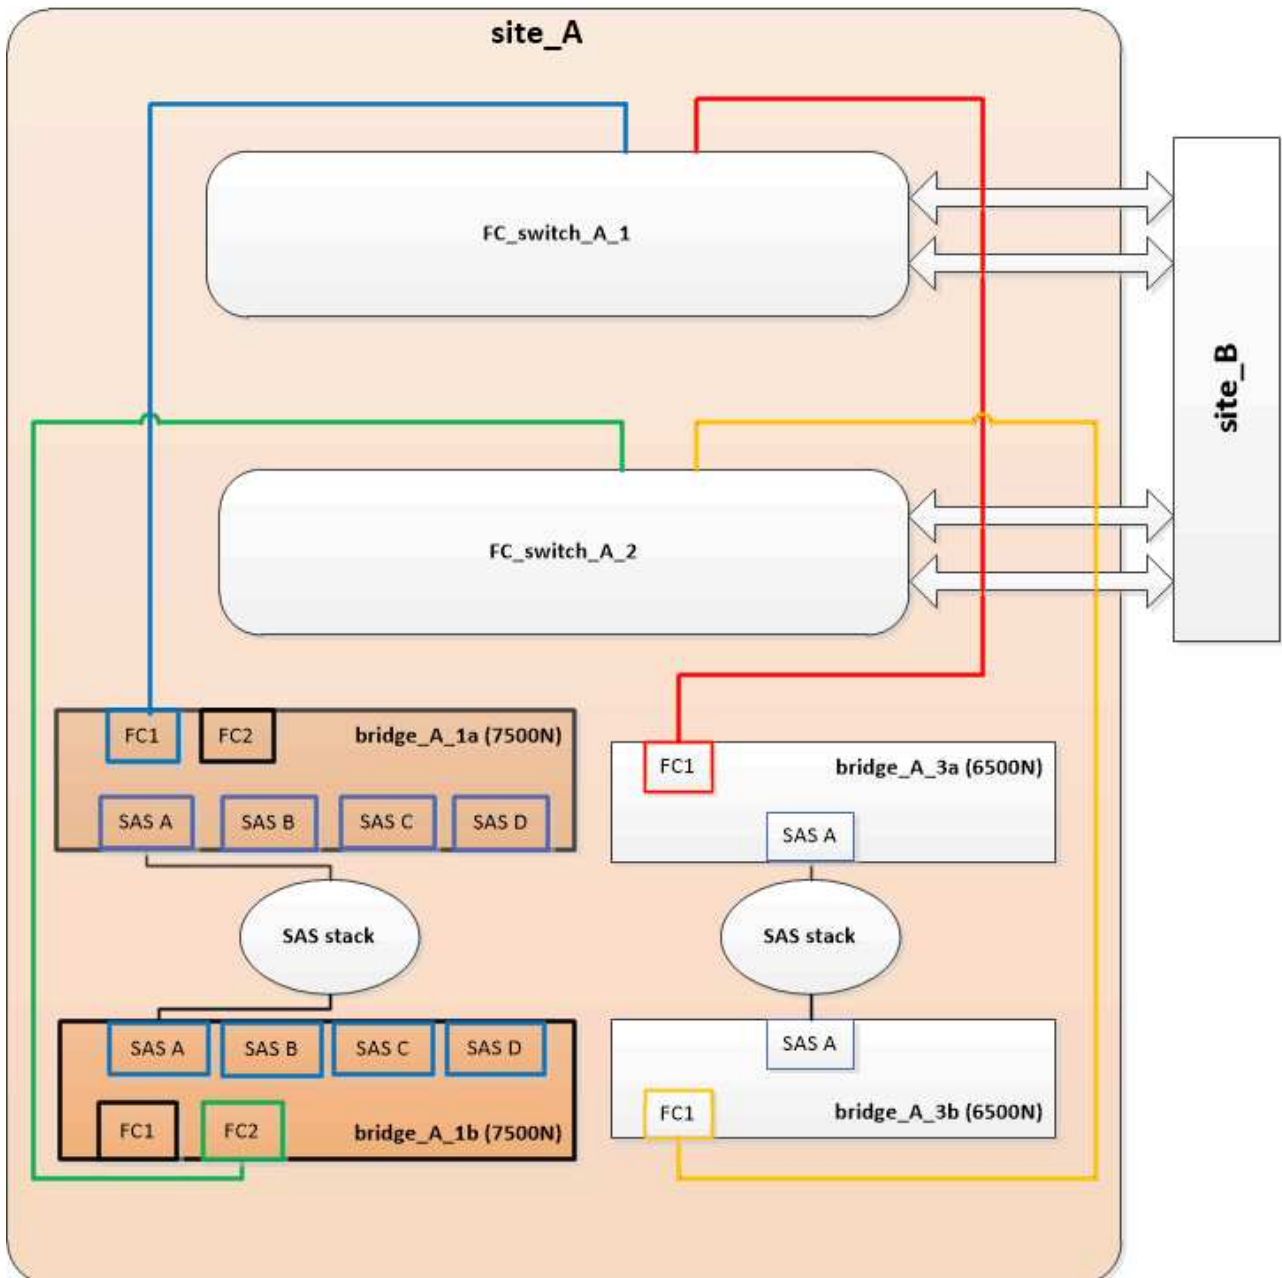 site_A
FC_switch_A_1
site_B
FC_switch_A_2
FC1 FC2 bridge_A_1a (7500N)
SAS A SAS B SAS C SAS D
FC1 bridge_A_3a (6500N)
SAS A
SAS stack
SAS stack
SAS A SAS B SAS C SAS D
FC1 FC2 bridge_A_1b (7500N)
SAS A
FC1 bridge_A_3b (6500N)